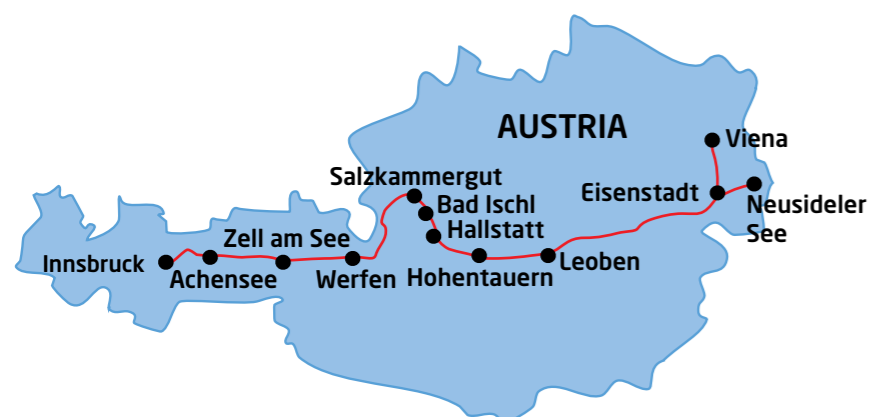 AUSTRIA
Viena
Salzkammergut
Bad Ischl
Eisenstadt
Neusideler
See
Hallstatt
Zell am See
Innsbruck
Achensee
Werfen
Hohentauern
Leoben